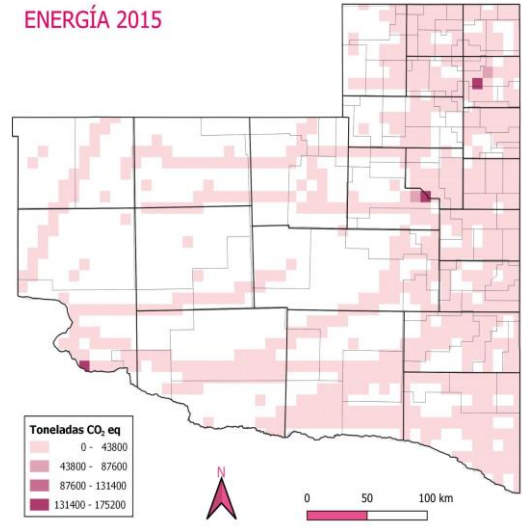 ENERGÍA 2015
Toneladas CO₂ eq
0 - 43800
43800 - 87600
87600 - 131400
131400 - 175200
N
0 50 100 km